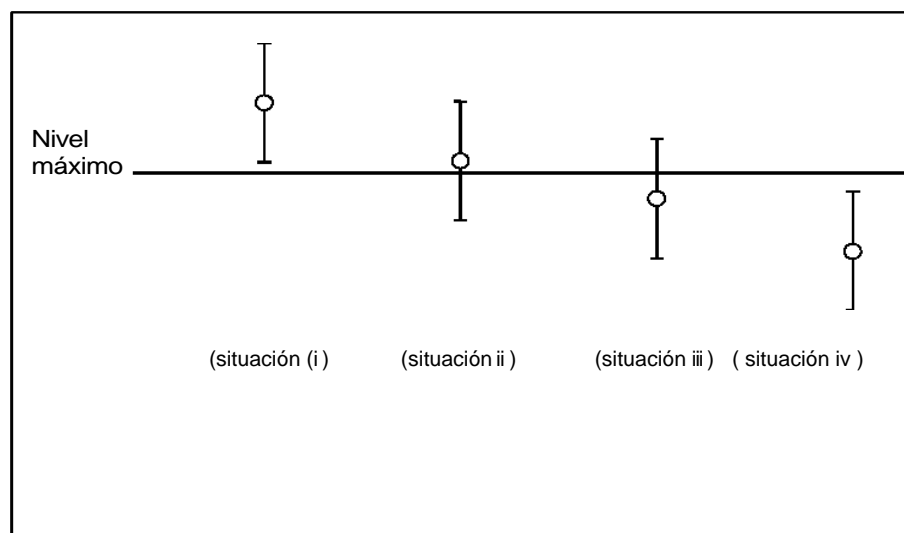 Nivel
máximo
(situación (i) (situación ii) (situación iii) ( situación iv )